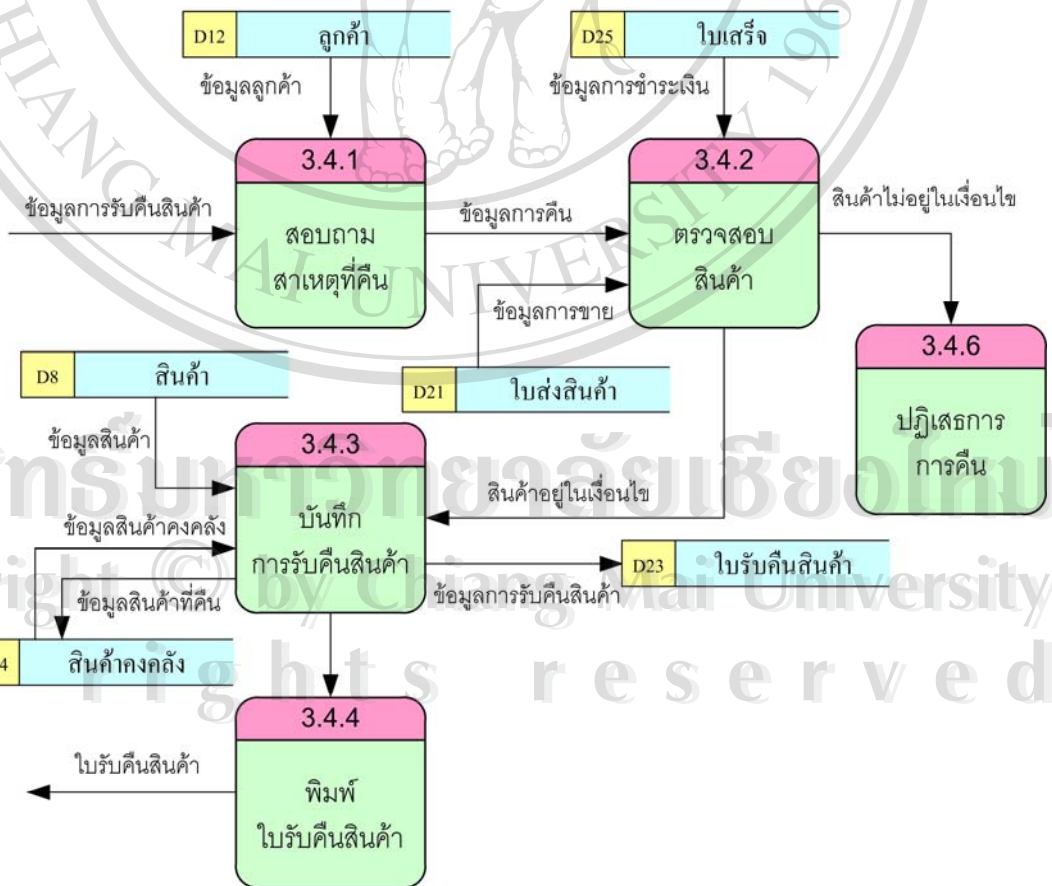 D12 ลูกค้า
D25 ใบเสร็จ
ข้อมูลลูกค้า
ข้อมูลการชำระเงิน
3.4.1
3.4.2
ข้อมูลการรับคืนสินค้า
สอบถาม
สาเหตุที่คืน
ข้อมูลการคืน
ตรวจสอบ
สินค้า
สินค้าไม่อยู่ในเงื่อนไข
ข้อมูลการขาย
3.4.6
ปฏิเสธการ
การคืน
D8 สินค้า
D21 ใบส่งสินค้า
ข้อมูลสินค้า
3.4.3
บันทึก
การรับคืนสินค้า
สินค้าอยู่ในเงื่อนไข
ข้อมูลสินค้าคงคลัง
D23 ใบรับคืนสินค้า
ข้อมูลสินค้าที่คืน
ข้อมูลการรับคืนสินค้า
4 สินค้าคงคลัง
3.4.4
ใบรับคืนสินค้า
พิมพ์
ใบรับคืนสินค้า
HIANG MAI UNIVERSITY 196
right © by Chiang Mai University
rights reserved